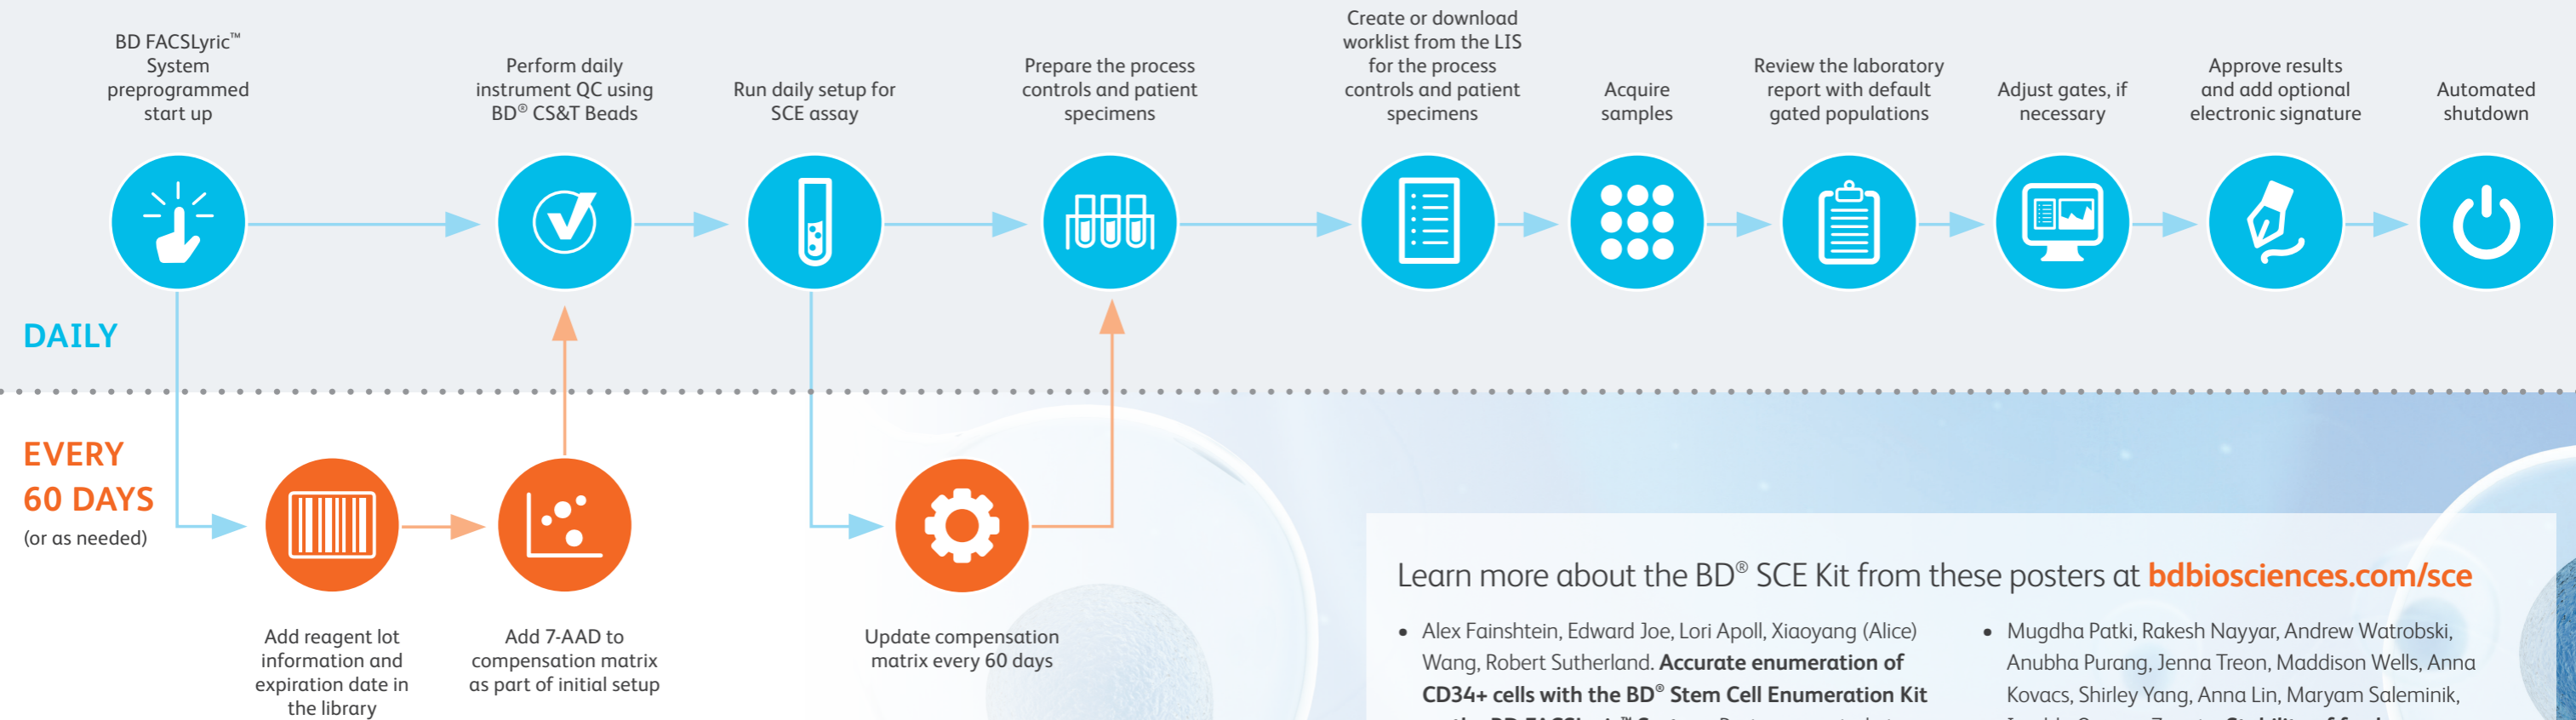 BD FACSLyric™
System
preprogrammed
start up
Perform daily
instrument QC using
BD® CS&T Beads
Run daily setup for
SCE assay
Prepare the process
controls and patient
specimens
Create or download
worklist from the LIS
for the process
controls and patient
specimens
Acquire
samples
Review the laboratory
report with default
gated populations
Adjust gates, if
necessary
Approve results
and add optional
electronic signature
Automated
shutdown
DAILY
EVERY
60 DAYS
(or as needed)
Add reagent lot
information and
expiration date in
the library
Add 7-AAD to
compensation matrix
as part of initial setup
Update compensation
matrix every 60 days
Learn more about the BD® SCE Kit from these posters at bdbiosciences.com/sce
• Alex Fainshtein, Edward Joe, Lori Apoll, Xiaoyang (Alice)
Wang, Robert Sutherland. Accurate enumeration of
CD34+ cells with the BD® Stem Cell Enumeration Kit
• Mugdha Patki, Rakesh Nayyar, Andrew Watrobski,
Anubha Purang, Jenna Treon, Maddison Wells, Anna
Kovacs, Shirley Yang, Anna Lin, Maryam Saleminik,